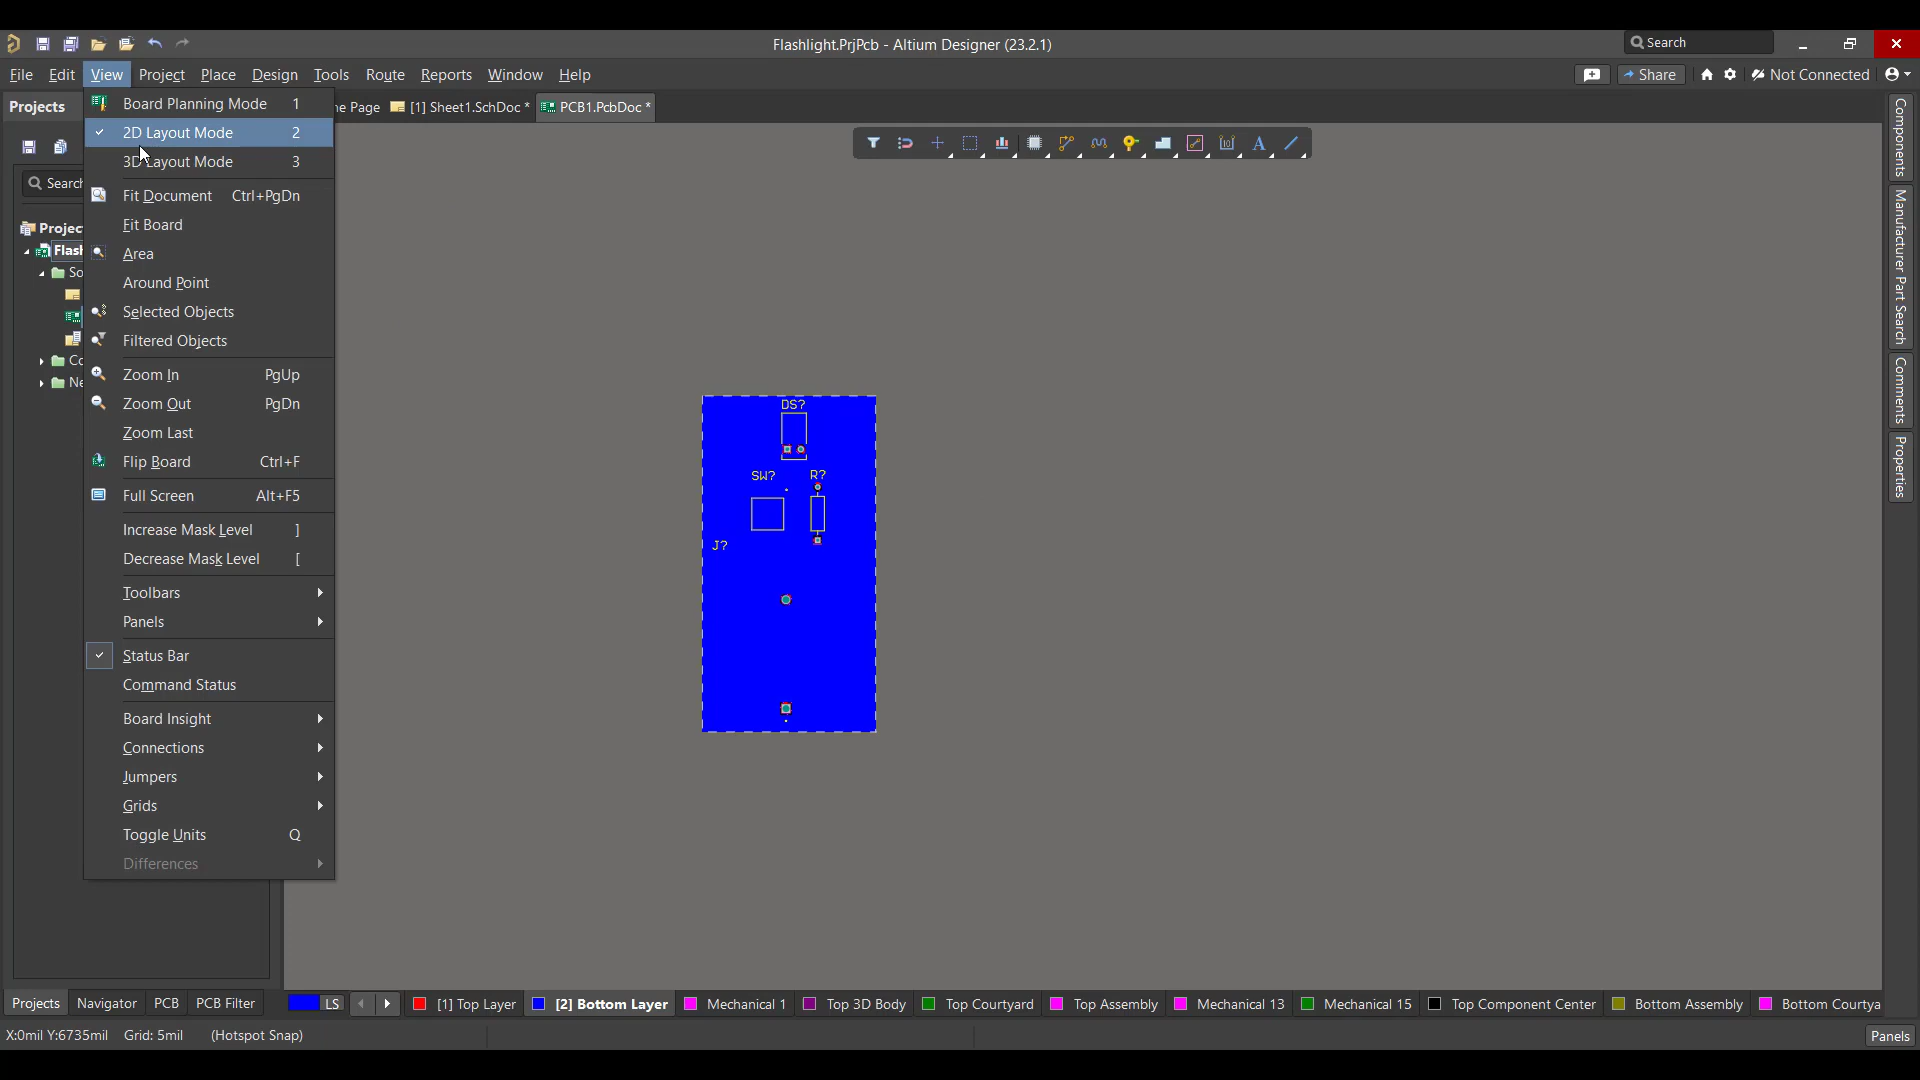 Flashlight.PrjPcb - Altium Designer (23.2.1)
Search
File Edit View Project Place Design Tools Route Reports Window Help
Share
Not Connected
Projects
Board Planning Mode 1
2D Layout Mode 2
3D Layout Mode 3
Fit Document Ctrl+PgDn
Fit Board
Area
Around Point
Selected Objects
Filtered Objects
Zoom In PgUp
Zoom Out PgDn
Zoom Last
Flip Board Ctrl+F
Full Screen Alt+F5
Increase Mask Level ]
Decrease Mask Level [
Toolbars
Panels
Status Bar
Command Status
Board Insight
Connections
Jumpers
Grids
Toggle Units Q
Differences
Page
[1] Sheet1.SchDoc *
PCB1.PcbDoc *
DS?
SW? R?
J?
Components
Manufacturer Part Search
Comments
Properties
Projects Navigator PCB PCB Filter
LS [1] Top Layer [2] Bottom Layer Mechanical 1 Top 3D Body Top Courtyard Top Assembly Mechanical 13 Mechanical 15 Top Component Center Bottom Assembly Bottom Courtya
X:0mil Y:6735mil Grid: 5mil (Hotspot Snap)
Panels